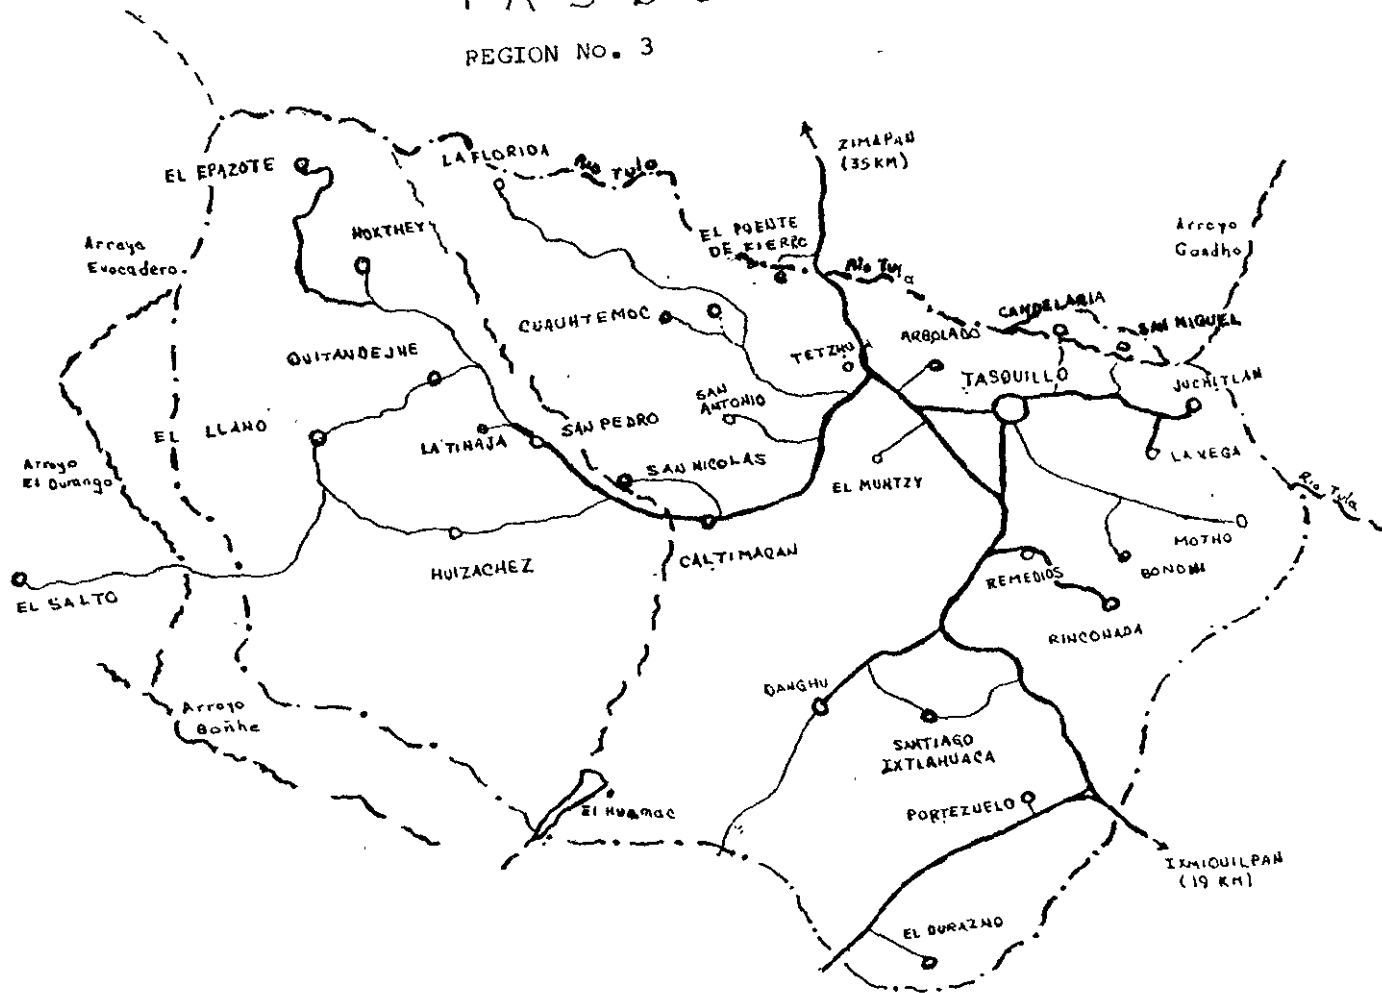 REGION No. 3
ZIMAPAN
(35 KM)
LA FLORIDA
Rio Tula
EL EPAZOTE
Arroyo
Gandho
EL PUENTE
DE FIERRO
NOXTHEY
Arroyo
Evocadero
Rio Tula
CANDELARIA
SAN MIGUEL
CUAUHTEMOC
ARBOLADO
TETZHU
QUITANDEJHE
TASQUILLO
JUCHITLAN
SAN
ANTONIO
EL LLANO
LA TINAJA
SAN PEDRO
SAN NICOLAS
LA VEGA
Arroyo
El Durango
EL MUNTZY
Rio Tula
MOTHO
CALTIMACAN
HUIZACHEZ
REMEDIOS
BONDHI
EL SALTO
RINCONADA
DANGHU
Arroyo
Boñhe
SANTIAGO
IXTLAHUACA
El Huamac
PORTEZUELO
IXMIQUILPAN
(19 KM)
EL DURAZNO